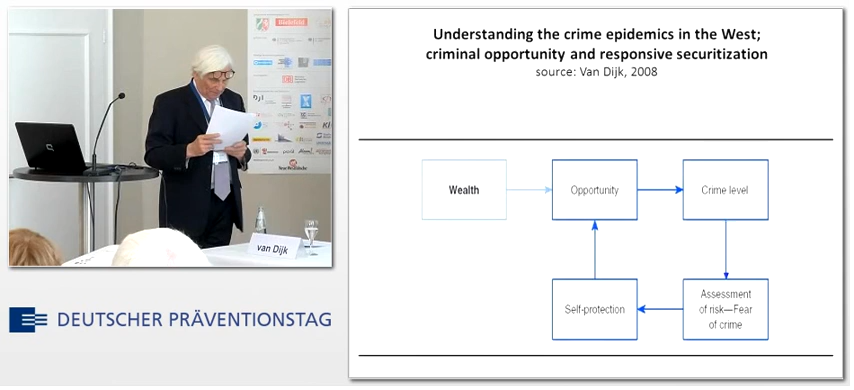 Understanding the crime epidemics in the West;
criminal opportunity and responsive securitization
source: Van Dijk, 2008
Wealth
Opportunity
Crime level
Self-protection
Assessment
of risk—Fear
of crime
van Dijk
DEUTSCHER PRÄVENTIONSTAG